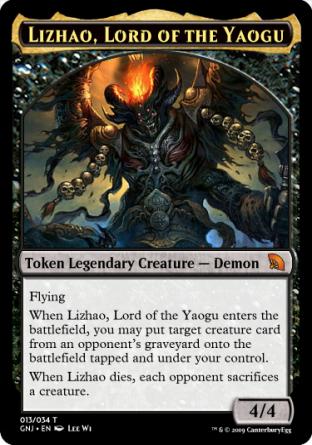 Lizhao, Lord of the Yaogu
Token Legendary Creature — Demon
Flying
When Lizhao, Lord of the Yaogu enters the
battlefield, you may put target creature card
from an opponent's graveyard onto the
battlefield tapped and under your control.
When Lizhao dies, each opponent sacrifices
a creature.
4/4
013/034 T
GNJ • EN Lee Wi
™ & © 2019 CanterburyEgg